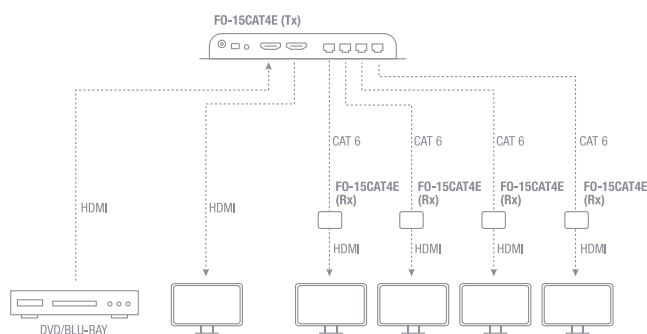 FO-15CAT4E (Tx)
CAT 6
CAT 6
CAT 6
CAT 6
FO-15CAT4E
(Rx)
FO-15CAT4E
(Rx)
FO-15CAT4E
(Rx)
FO-15CAT4E
(Rx)
HDMI
HDMI
HDMI
HDMI
HDMI
HDMI
DVD/BLU-RAY